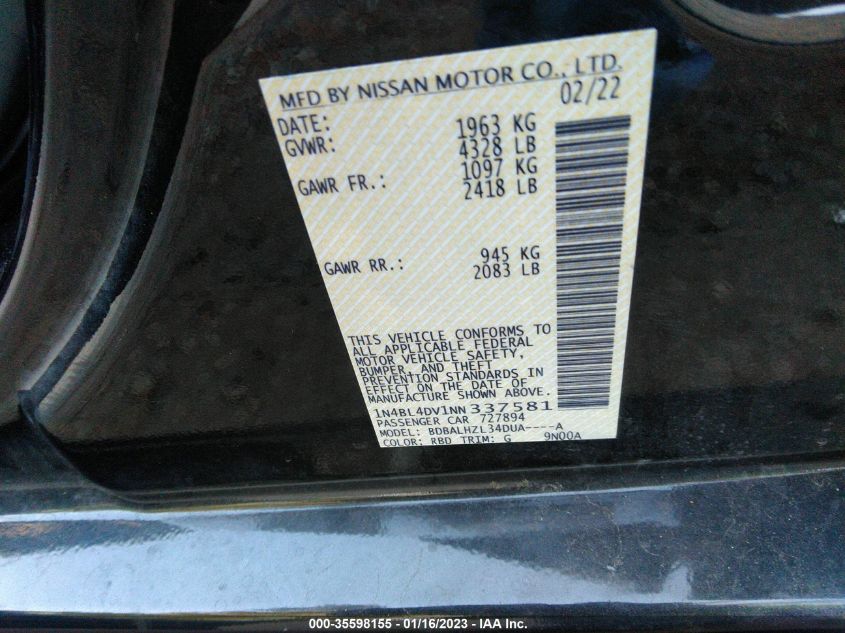 MFD BY NISSAN MOTOR CO., LTD.
DATE: 02/22
GVWR: 1963 KG
4328 LB
GAWR FR.: 1097 KG
2418 LB
GAWR RR.: 945 KG
2083 LB
THIS VEHICLE CONFORMS TO
ALL APPLICABLE FEDERAL
MOTOR VEHICLE SAFETY,
BUMPER, AND THEFT
PREVENTION STANDARDS IN
EFFECT ON THE DATE OF
MANUFACTURE SHOWN ABOVE.
1N4BL4DV1NN337581
PASSENGER CAR 727894
MODEL: BDBALHZL34DUA----A
COLOR: RBD TRIM: G 9N00A
000-35598155 - 01/16/2023 - IAA Inc.